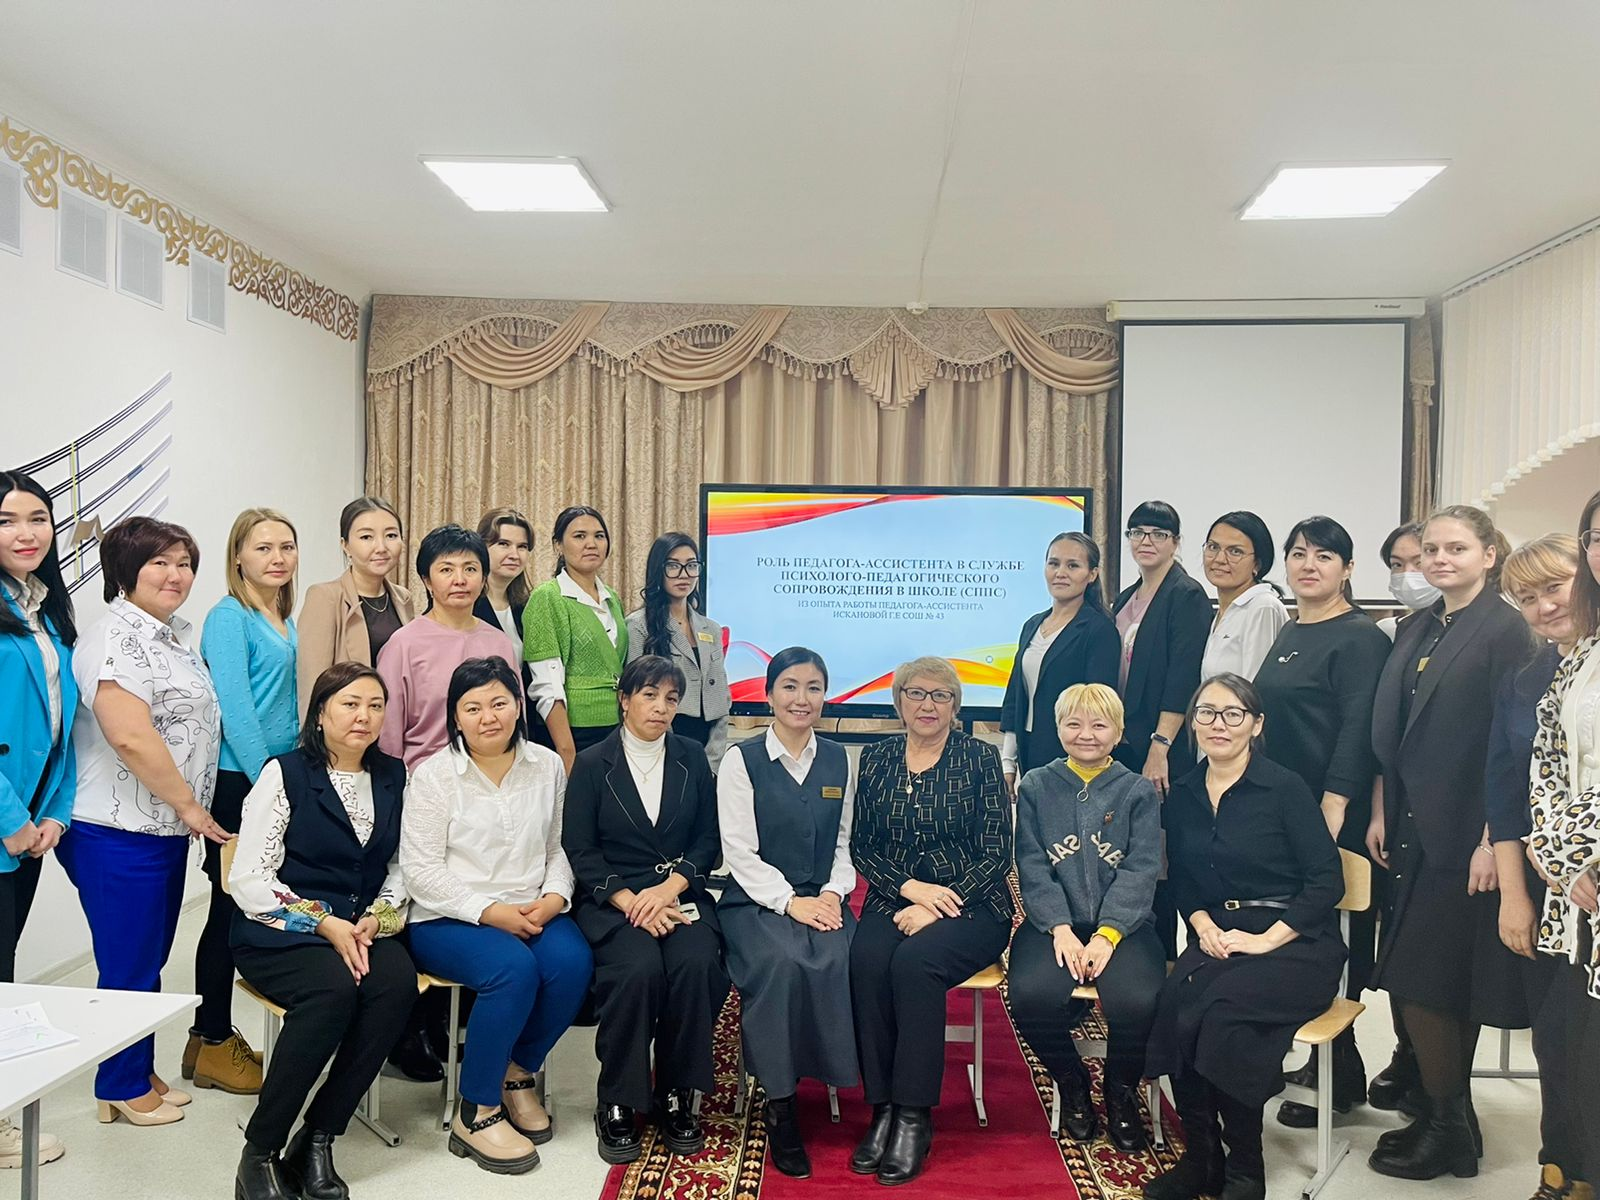 РОЛЬ ПЕДАГОГА-АССИСТЕНТА В СЛУЖБЕ
ПСИХОЛОГО-ПЕДАГОГИЧЕСКОГО
СОПРОВОЖДЕНИЯ В ШКОЛЕ (СППС)
ИЗ ОПЫТА РАБОТЫ ПЕДАГОГА-АССИСТЕНТА
ИСКАНОВОЙ Г.Е СОШ № 43